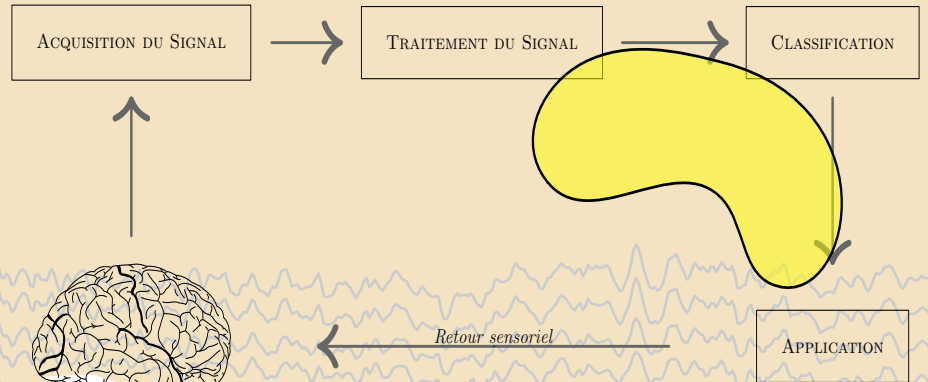 Acquisition du Signal
Traitement du Signal
Classification
Retour sensoriel
Application